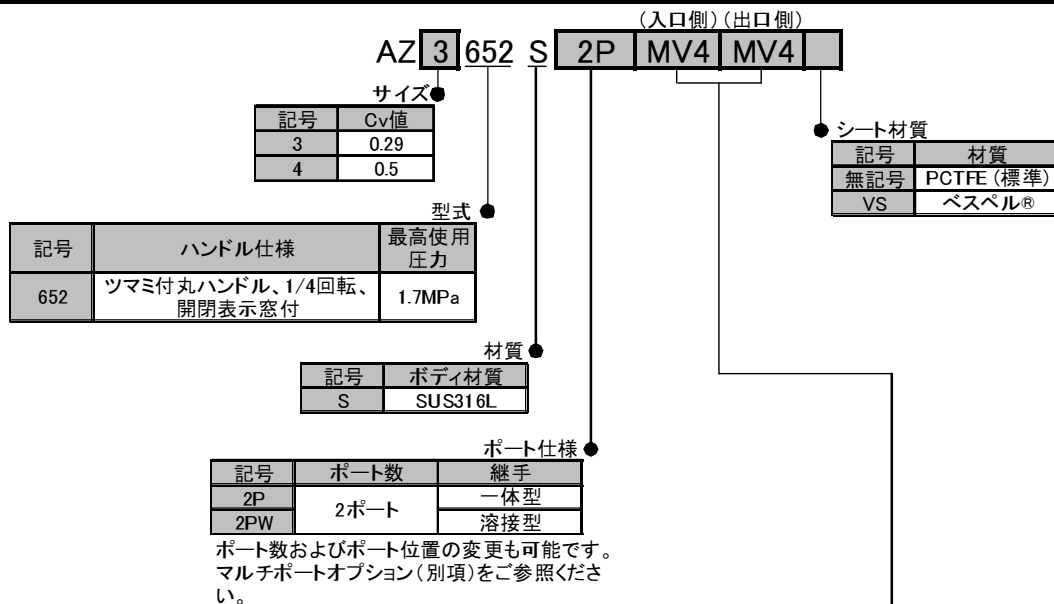 (入口側)(出口側)
AZ 3 652 S 2P MV4 MV4
サイズ
記号 Cv値
3 0.29
4 0.5
シート材質
記号 材質
無記号 PCTFE (標準)
VS ベスペル®
型式
記号 ハンドル仕様 最高使用
圧力
652 ツマミ付丸ハンドル、1/4回転、
開閉表示窓付 1.7MPa
材質
記号 ボディ材質
S SUS316L
ポート仕様
記号 ポート数 継手
2P 2ポート 一体型
2PW 溶接型
ポート数およびポート位置の変更も可能です。
マルチポートオプション(別項)をご参照くださ
い。